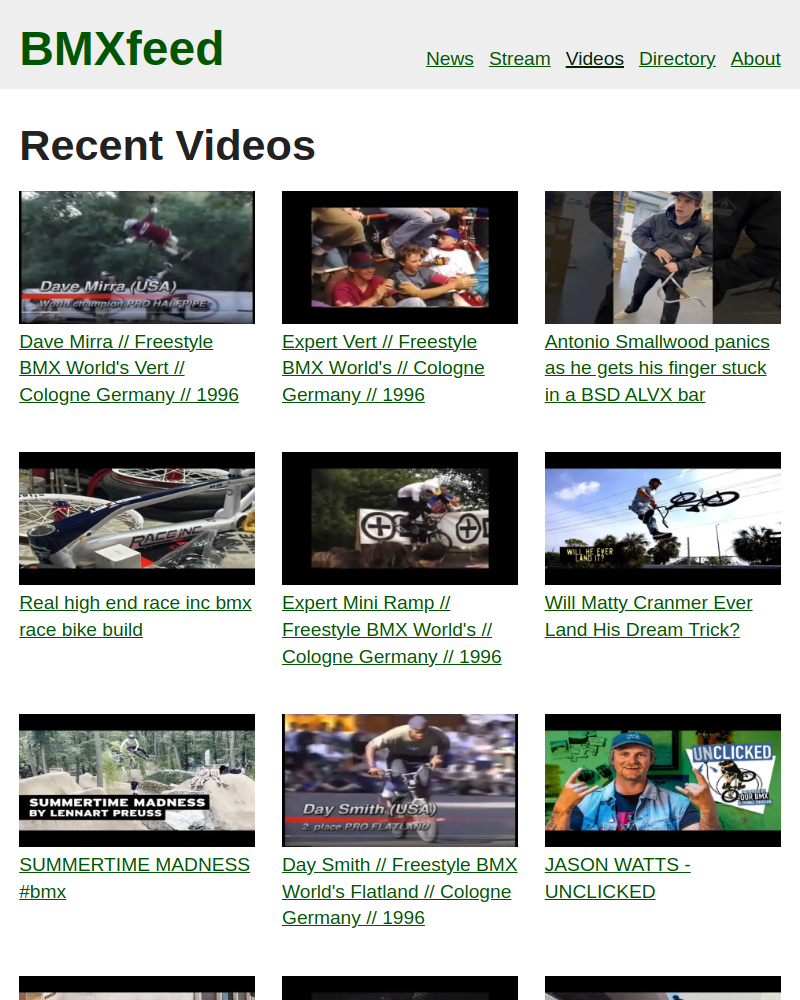 BMXfeed
News Stream Videos Directory About
Recent Videos
Dave Mirra (USA)
World champion PRO HALFPIPE
Dave Mirra // Freestyle
BMX World's Vert //
Cologne Germany // 1996
Expert Vert // Freestyle
BMX World's // Cologne
Germany // 1996
Antonio Smallwood panics
as he gets his finger stuck
in a BSD ALVX bar
RACE INC
Real high end race inc bmx
race bike build
Expert Mini Ramp //
Freestyle BMX World's //
Cologne Germany // 1996
WILL HE EVER
LAND IT?
Will Matty Cranmer Ever
Land His Dream Trick?
SUMMERTIME MADNESS
BY LENNART PREUSS
SUMMERTIME MADNESS
#bmx
Day Smith (USA)
2. place PRO FLATLAND
Day Smith // Freestyle BMX
World's Flatland // Cologne
Germany // 1996
UNCLICKED
OUR BMX
JASON WATTS -
UNCLICKED